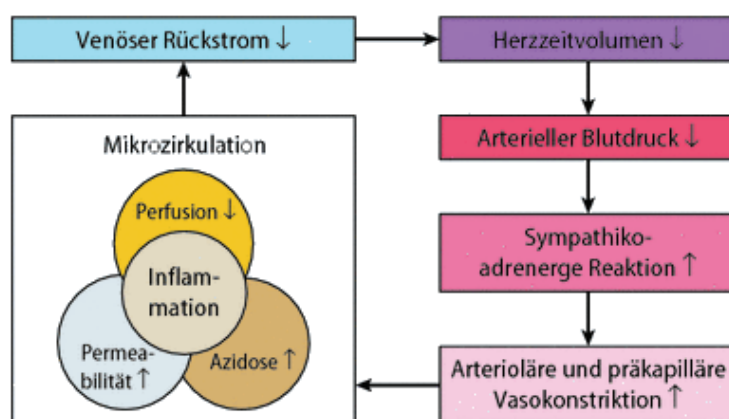 Venöser Rückstrom ↓
Herzzeitvolumen ↓
Mikrozirkulation
Arterieller Blutdruck ↓
Perfusion ↓
Sympathiko-
adrenerge Reaktion ↑
Inflam-
mation
Permea-
bilität ↑
Azidose ↑
Arterioläre und präkapilläre
Vasokonstriktion ↑